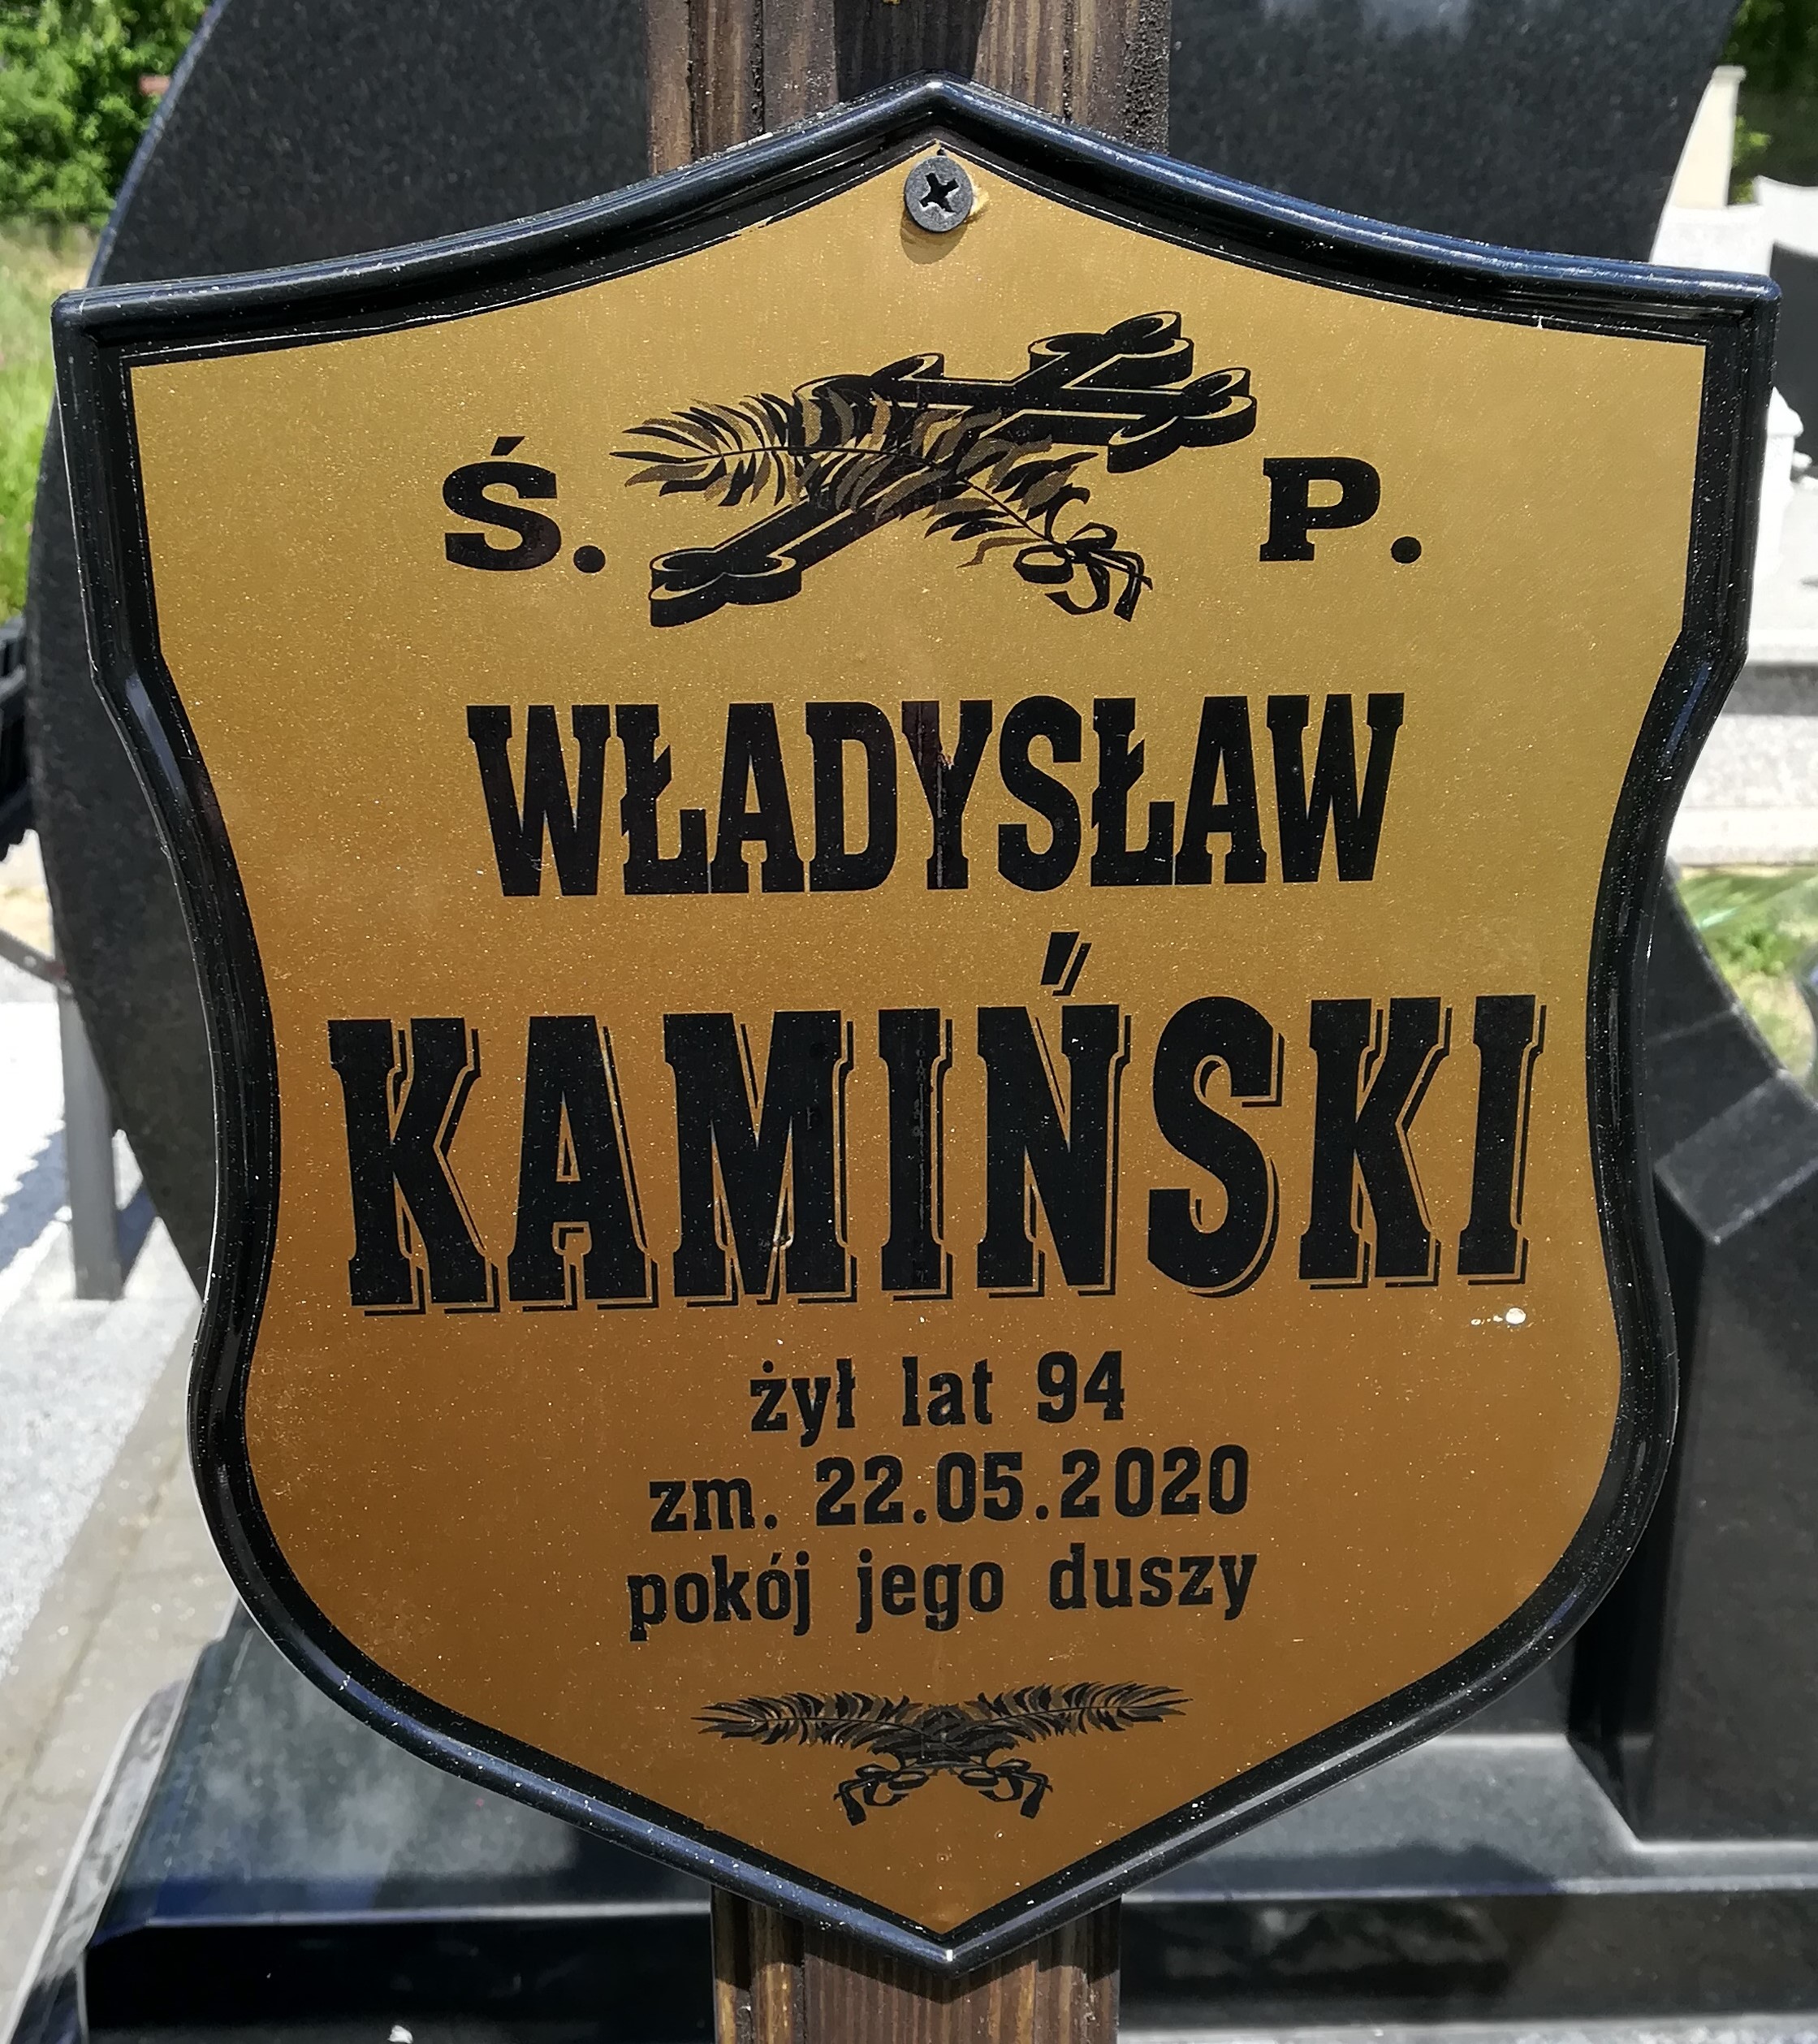 Ś. P.
WŁADYSŁAW
KAMIŃSKI
żył lat 94
zm. 22.05.2020
pokój jego duszy